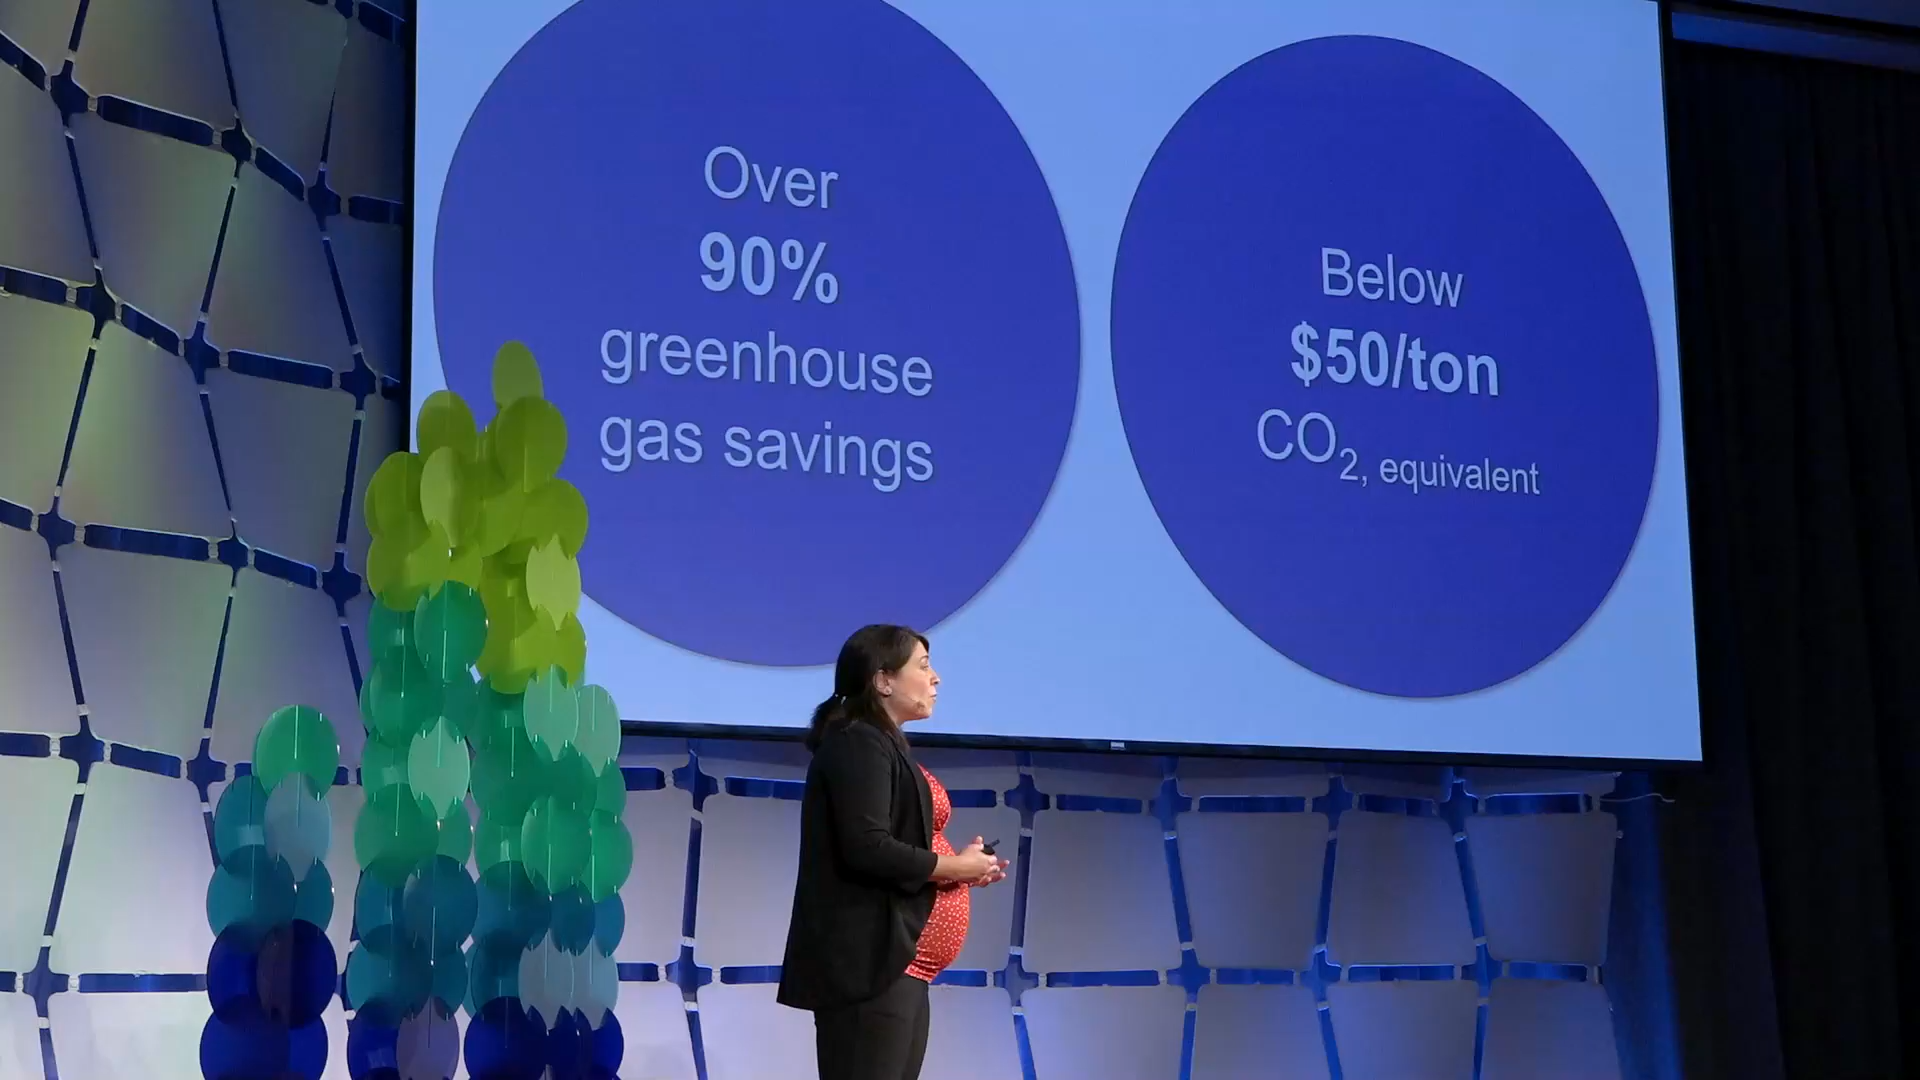 Over
90%
greenhouse
gas savings
Below
$50/ton
CO2, equivalent